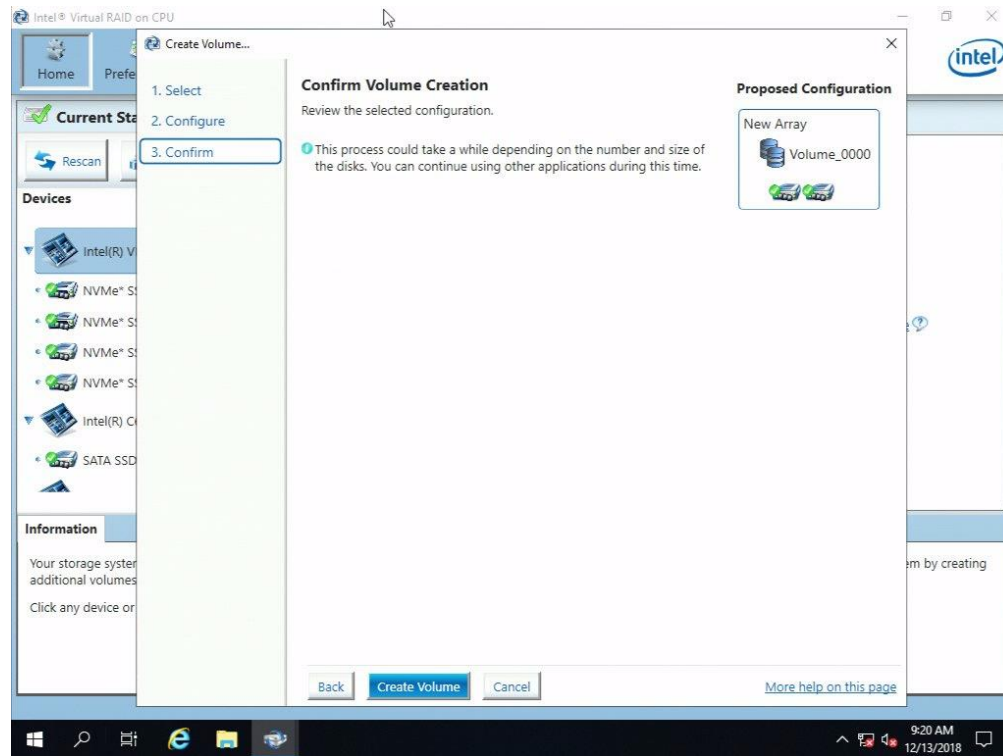 Intel® Virtual RAID on CPU
Home
intel
Current
Rescan
Devices
Intel(R)
NVMe*
NVMe*
NVMe*
NVMe*
Intel(R)
SATA SSD
Information
Your storage
additional volumes
Click any device or
by creating
Create Volume...
1. Select
2. Configure
3. Confirm
Confirm Volume Creation
Review the selected configuration.
This process could take a while depending on the number and size of
the disks. You can continue using other applications during this time.
Proposed Configuration
New Array
Volume_0000
Back
Create Volume
Cancel
More help on this page
9:20 AM
12/13/2018